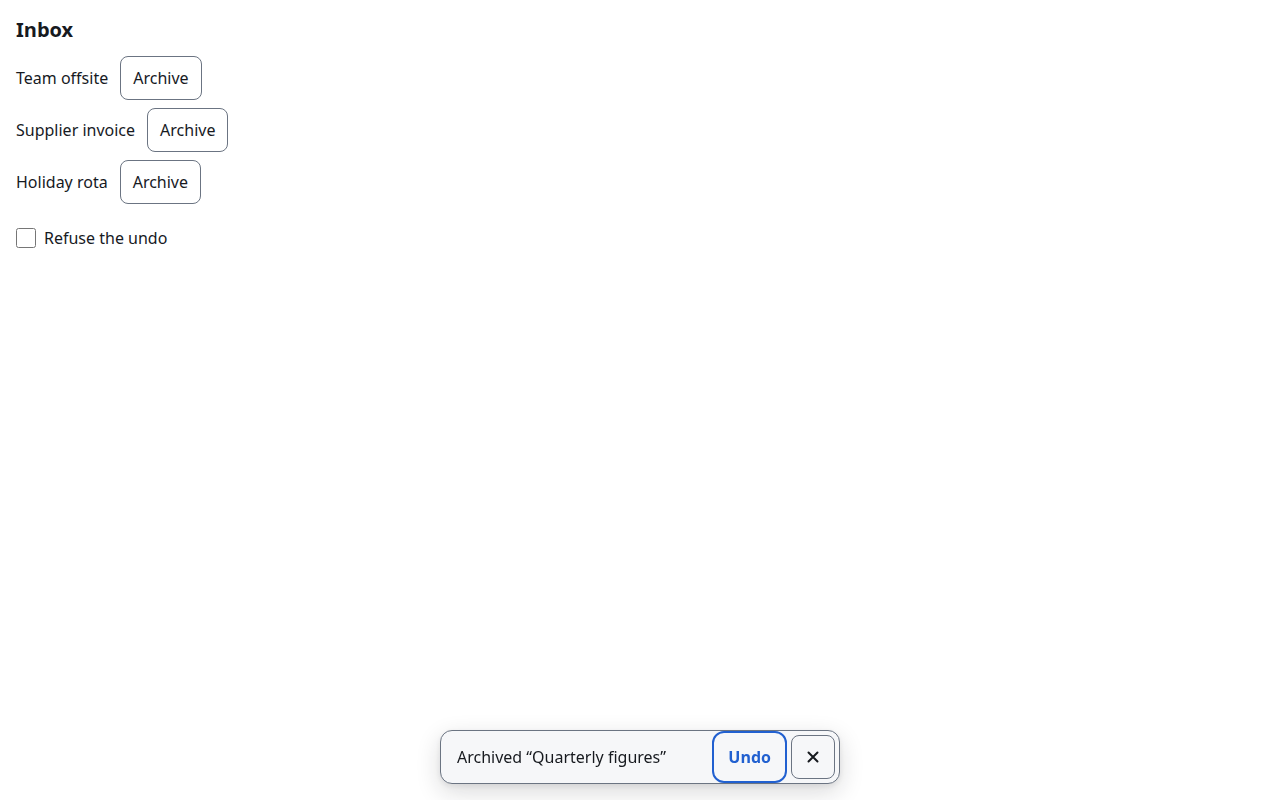 Inbox
Team offsite Archive
Supplier invoice Archive
Holiday rota Archive
Refuse the undo
Archived “Quarterly figures” Undo ✕